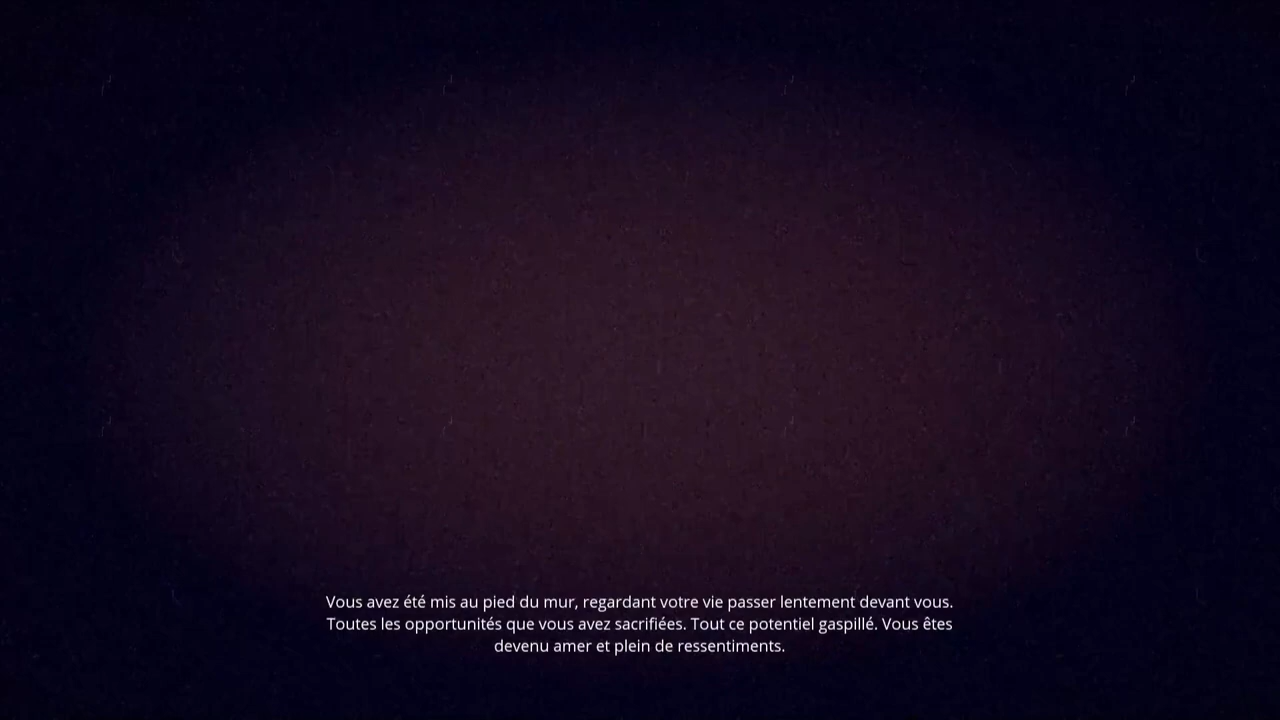 Vous avez été mis au pied du mur, regardant votre vie passer lentement devant vous.
Toutes les opportunités que vous avez sacrifiées. Tout ce potentiel gaspillé. Vous êtes
devenu amer et plein de ressentiments.